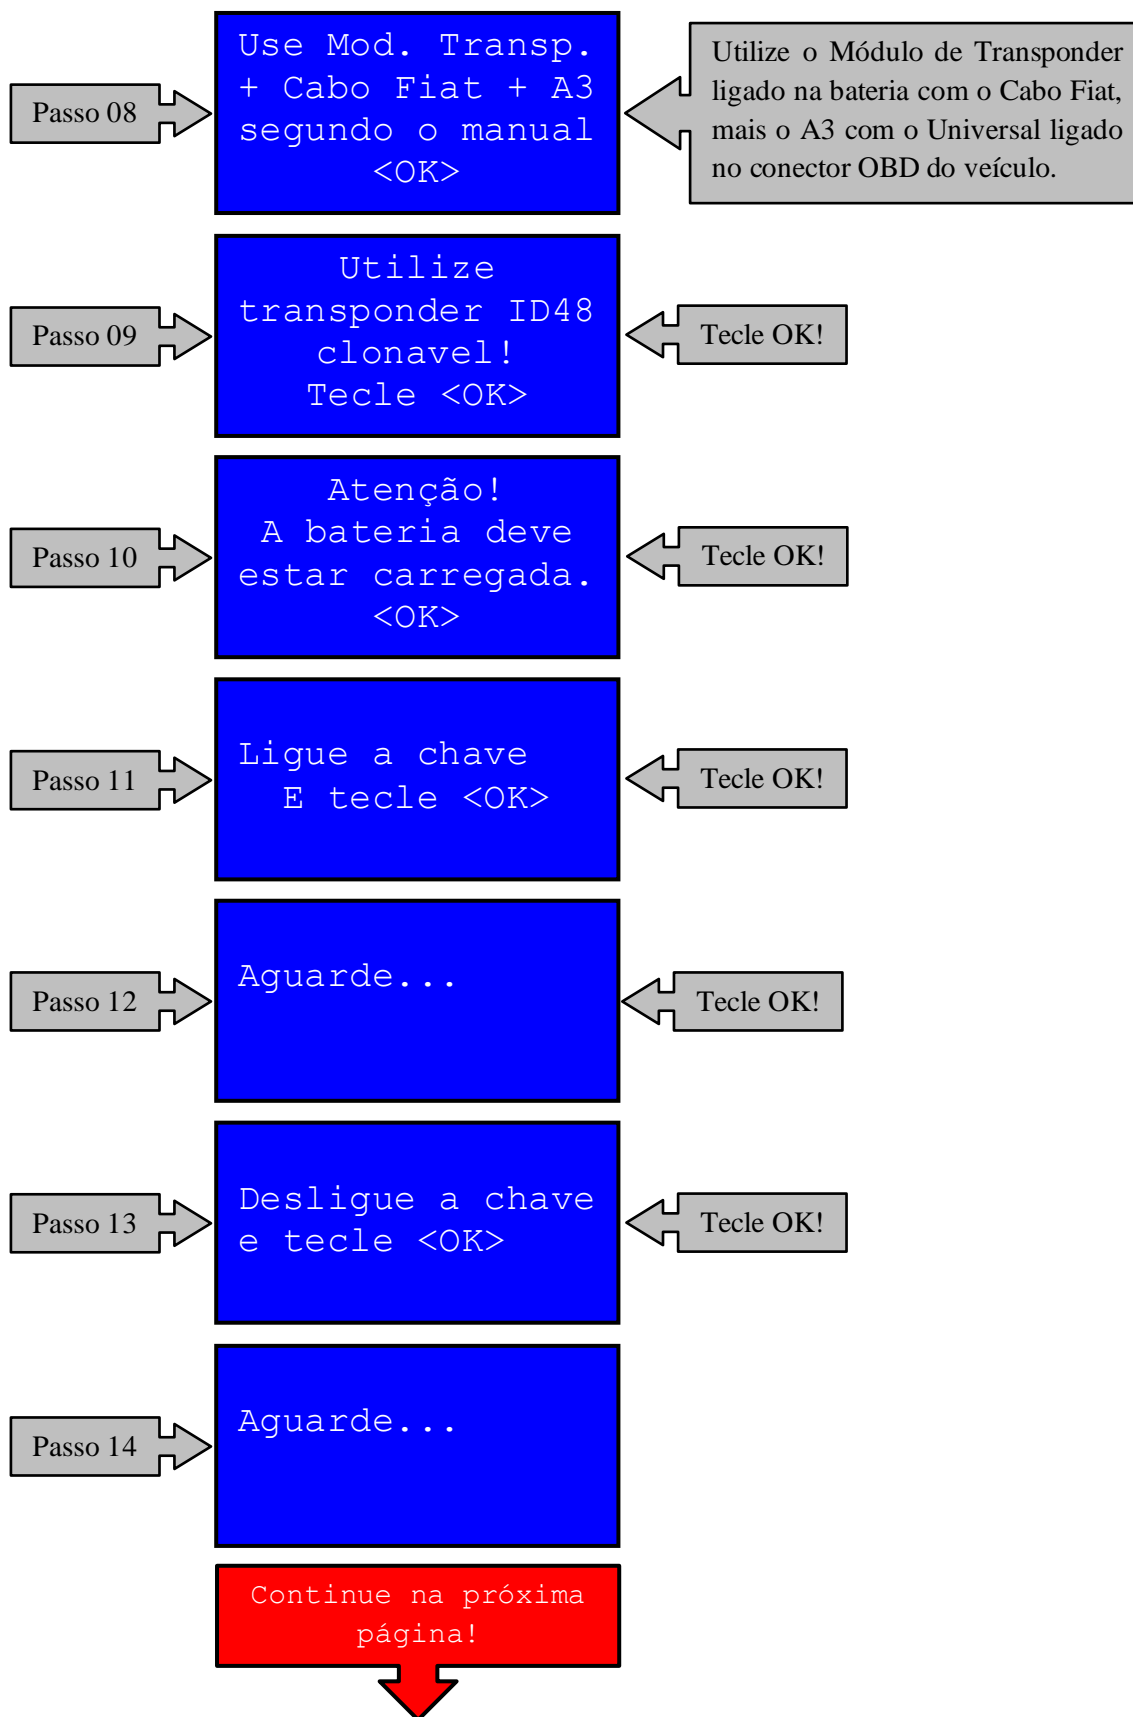 Passo 08
Use Mod. Transp.
+ Cabo Fiat + A3
segundo o manual
<OK>
Utilize o Módulo de Transponder
ligado na bateria com o Cabo Fiat,
mais o A3 com o Universal ligado
no conector OBD do veículo.
Passo 09
Utilize
transponder ID48
clonavel!
Tecle <OK>
Tecle OK!
Passo 10
Atenção!
A bateria deve
estar carregada.
<OK>
Tecle OK!
Passo 11
Ligue a chave
E tecle <OK>
Tecle OK!
Passo 12
Aguarde...
Tecle OK!
Passo 13
Desligue a chave
e tecle <OK>
Tecle OK!
Passo 14
Aguarde...
Continue na próxima
página!